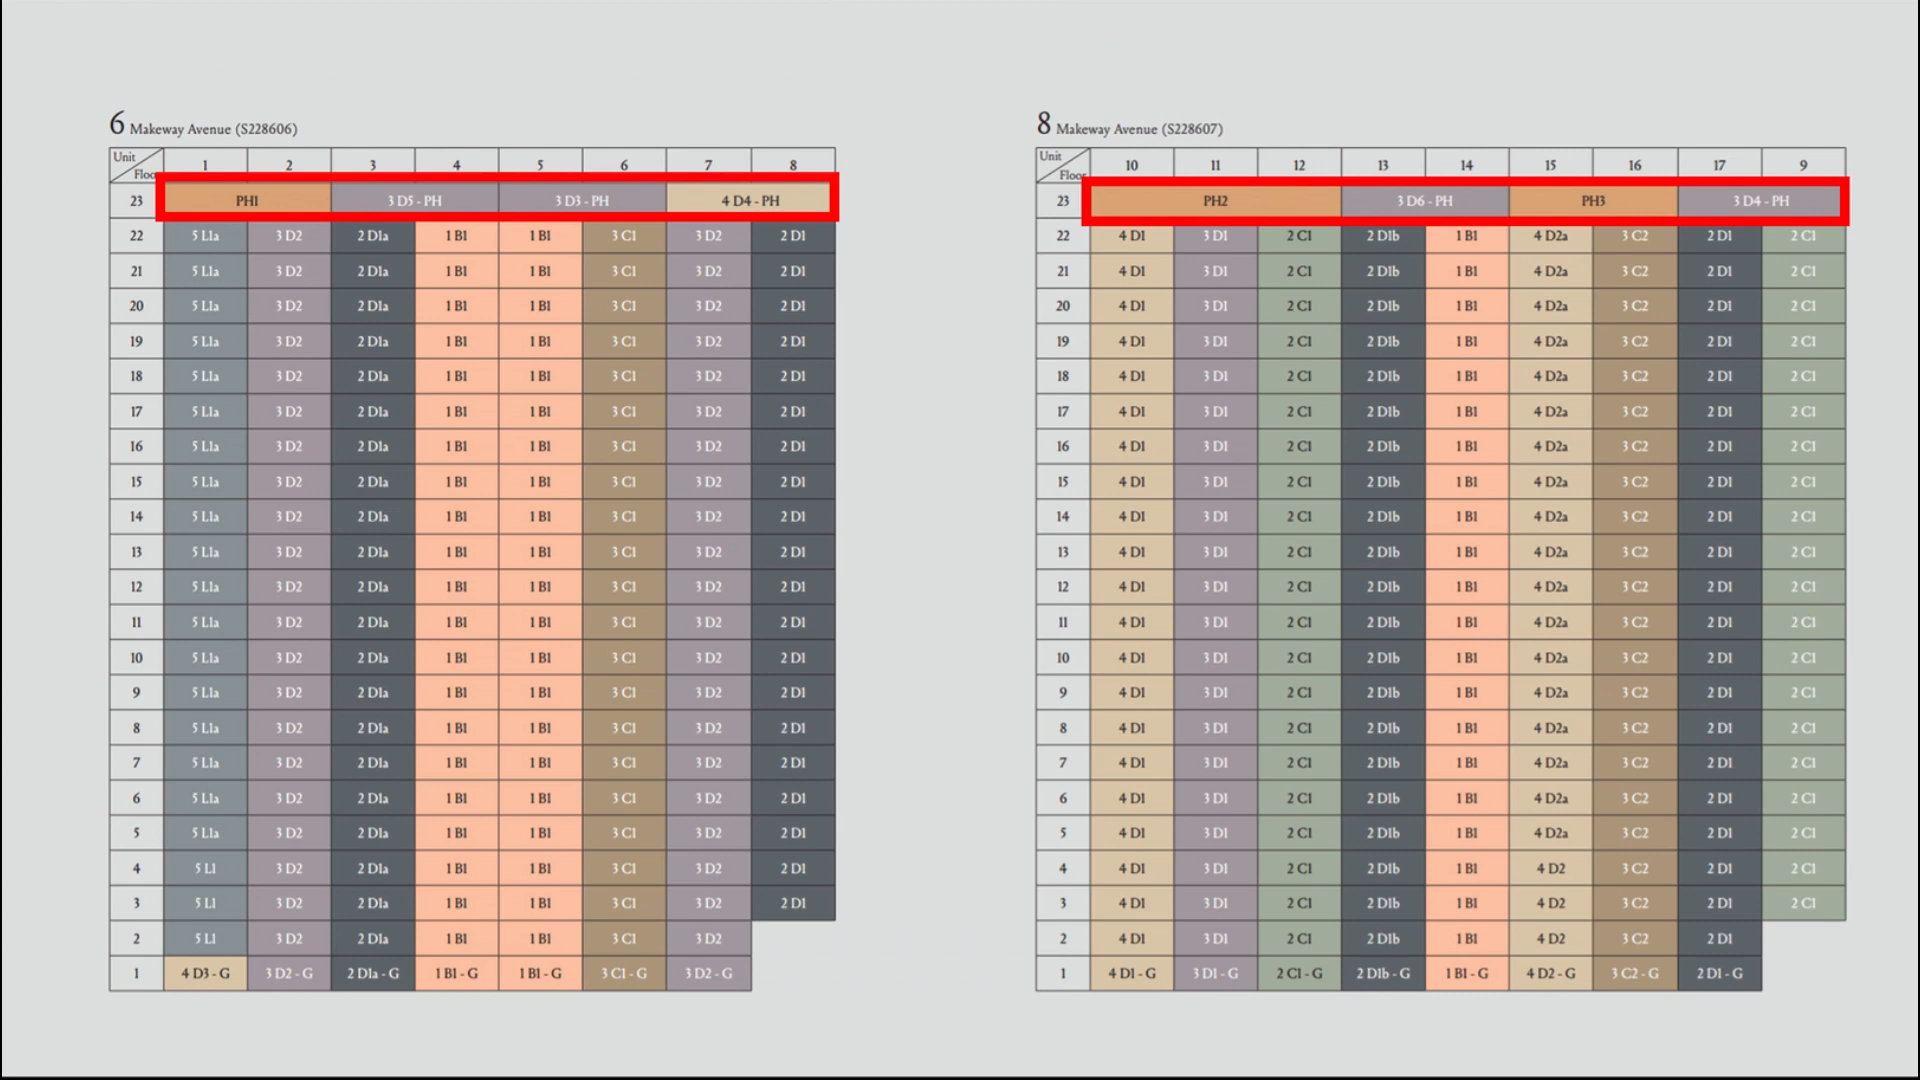 6 Makeway Avenue (S228606)
Unit 1 2 3 4 5 6 7 8
Floor
23 PH1 3 D5 - PH 3 D3 - PH 4 D4 - PH
22 5 L1a 3 D2 2 D1a 1 B1 1 B1 3 C1 3 D2 2 D1
21 5 L1a 3 D2 2 D1a 1 B1 1 B1 3 C1 3 D2 2 D1
20 5 L1a 3 D2 2 D1a 1 B1 1 B1 3 C1 3 D2 2 D1
19 5 L1a 3 D2 2 D1a 1 B1 1 B1 3 C1 3 D2 2 D1
18 5 L1a 3 D2 2 D1a 1 B1 1 B1 3 C1 3 D2 2 D1
17 5 L1a 3 D2 2 D1a 1 B1 1 B1 3 C1 3 D2 2 D1
16 5 L1a 3 D2 2 D1a 1 B1 1 B1 3 C1 3 D2 2 D1
15 5 L1a 3 D2 2 D1a 1 B1 1 B1 3 C1 3 D2 2 D1
14 5 L1a 3 D2 2 D1a 1 B1 1 B1 3 C1 3 D2 2 D1
13 5 L1a 3 D2 2 D1a 1 B1 1 B1 3 C1 3 D2 2 D1
12 5 L1a 3 D2 2 D1a 1 B1 1 B1 3 C1 3 D2 2 D1
11 5 L1a 3 D2 2 D1a 1 B1 1 B1 3 C1 3 D2 2 D1
10 5 L1a 3 D2 2 D1a 1 B1 1 B1 3 C1 3 D2 2 D1
9 5 L1a 3 D2 2 D1a 1 B1 1 B1 3 C1 3 D2 2 D1
8 5 L1a 3 D2 2 D1a 1 B1 1 B1 3 C1 3 D2 2 D1
7 5 L1a 3 D2 2 D1a 1 B1 1 B1 3 C1 3 D2 2 D1
6 5 L1a 3 D2 2 D1a 1 B1 1 B1 3 C1 3 D2 2 D1
5 5 L1a 3 D2 2 D1a 1 B1 1 B1 3 C1 3 D2 2 D1
4 5 L1 3 D2 2 D1a 1 B1 1 B1 3 C1 3 D2 2 D1
3 5 L1 3 D2 2 D1a 1 B1 1 B1 3 C1 3 D2 2 D1
2 5 L1 3 D2 2 D1a 1 B1 1 B1 3 C1 3 D2
1 4 D3 - G 3 D2 - G 2 D1a - G 1 B1 - G 1 B1 - G 3 C1 - G 3 D2 - G
8 Makeway Avenue (S228607)
Unit 10 11 12 13 14 15 16 17 9
Floor
23 PH2 3 D6 - PH PH3 3 D4 - PH
22 4 D1 3 D1 2 C1 2 D1b 1 B1 4 D2a 3 C2 2 D1 2 C1
21 4 D1 3 D1 2 C1 2 D1b 1 B1 4 D2a 3 C2 2 D1 2 C1
20 4 D1 3 D1 2 C1 2 D1b 1 B1 4 D2a 3 C2 2 D1 2 C1
19 4 D1 3 D1 2 C1 2 D1b 1 B1 4 D2a 3 C2 2 D1 2 C1
18 4 D1 3 D1 2 C1 2 D1b 1 B1 4 D2a 3 C2 2 D1 2 C1
17 4 D1 3 D1 2 C1 2 D1b 1 B1 4 D2a 3 C2 2 D1 2 C1
16 4 D1 3 D1 2 C1 2 D1b 1 B1 4 D2a 3 C2 2 D1 2 C1
15 4 D1 3 D1 2 C1 2 D1b 1 B1 4 D2a 3 C2 2 D1 2 C1
14 4 D1 3 D1 2 C1 2 D1b 1 B1 4 D2a 3 C2 2 D1 2 C1
13 4 D1 3 D1 2 C1 2 D1b 1 B1 4 D2a 3 C2 2 D1 2 C1
12 4 D1 3 D1 2 C1 2 D1b 1 B1 4 D2a 3 C2 2 D1 2 C1
11 4 D1 3 D1 2 C1 2 D1b 1 B1 4 D2a 3 C2 2 D1 2 C1
10 4 D1 3 D1 2 C1 2 D1b 1 B1 4 D2a 3 C2 2 D1 2 C1
9 4 D1 3 D1 2 C1 2 D1b 1 B1 4 D2a 3 C2 2 D1 2 C1
8 4 D1 3 D1 2 C1 2 D1b 1 B1 4 D2a 3 C2 2 D1 2 C1
7 4 D1 3 D1 2 C1 2 D1b 1 B1 4 D2a 3 C2 2 D1 2 C1
6 4 D1 3 D1 2 C1 2 D1b 1 B1 4 D2a 3 C2 2 D1 2 C1
5 4 D1 3 D1 2 C1 2 D1b 1 B1 4 D2a 3 C2 2 D1 2 C1
4 4 D1 3 D1 2 C1 2 D1b 1 B1 4 D2 3 C2 2 D1 2 C1
3 4 D1 3 D1 2 C1 2 D1b 1 B1 4 D2 3 C2 2 D1 2 C1
2 4 D1 3 D1 2 C1 2 D1b 1 B1 4 D2 3 C2 2 D1
1 4 D1 - G 3 D1 - G 2 C1 - G 2 D1b - G 1 B1 - G 4 D2 - G 3 C2 - G 2 D1 - G